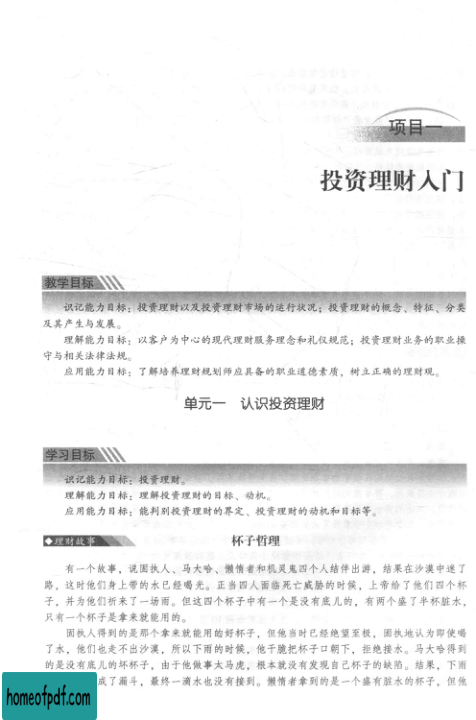 项目一
投资理财入门
教学目标
识记能力目标：投资理财以及投资理财市场的运行状况；投资理财的概念、特征、分类
及其产生与发展。
理解能力目标：以客户为中心的现代理财服务理念和礼仪规范；投资理财业务的职业操
守与相关法律法规。
应用能力目标：了解培养理财规划师应具备的职业道德素质，树立正确的理财观。
单元一 认识投资理财
学习目标
识记能力目标：投资理财。
理解能力目标：理解投资理财的目标、动机。
应用能力目标：能判别投资理财的界定、投资理财的动机和目标等。
◆理财故事 杯子哲理
有一个故事，说固执人、马大哈、懒惰者和机灵鬼四个人结伴出游，结果在沙漠中迷了
路，这时他们身上带的水已经喝光。正当四人面临死亡威胁的时候，上帝给了他们四个杯
子，并为他们祈来了一场雨。但这四个杯子中有一个是没有底儿的，有两个盛了半杯脏水，
只有一个杯子是拿来就能用的。
固执人得到的是那个拿来就能用的好杯子，但他当时已经绝望至极，固执地认为即使喝
了水，他们也走不出沙漠，所以下雨的时候，他干脆把杯子口朝下，拒绝接水。马大哈得到
的是没有底儿的坏杯子，由于他做事太马虎，根本就没有发现自己杯子的缺陷。结果，下雨
成了漏斗，最终一滴水也没有接到。懒惰者拿到的是一个盛有脏水的杯子，但他
homeofpdf.com